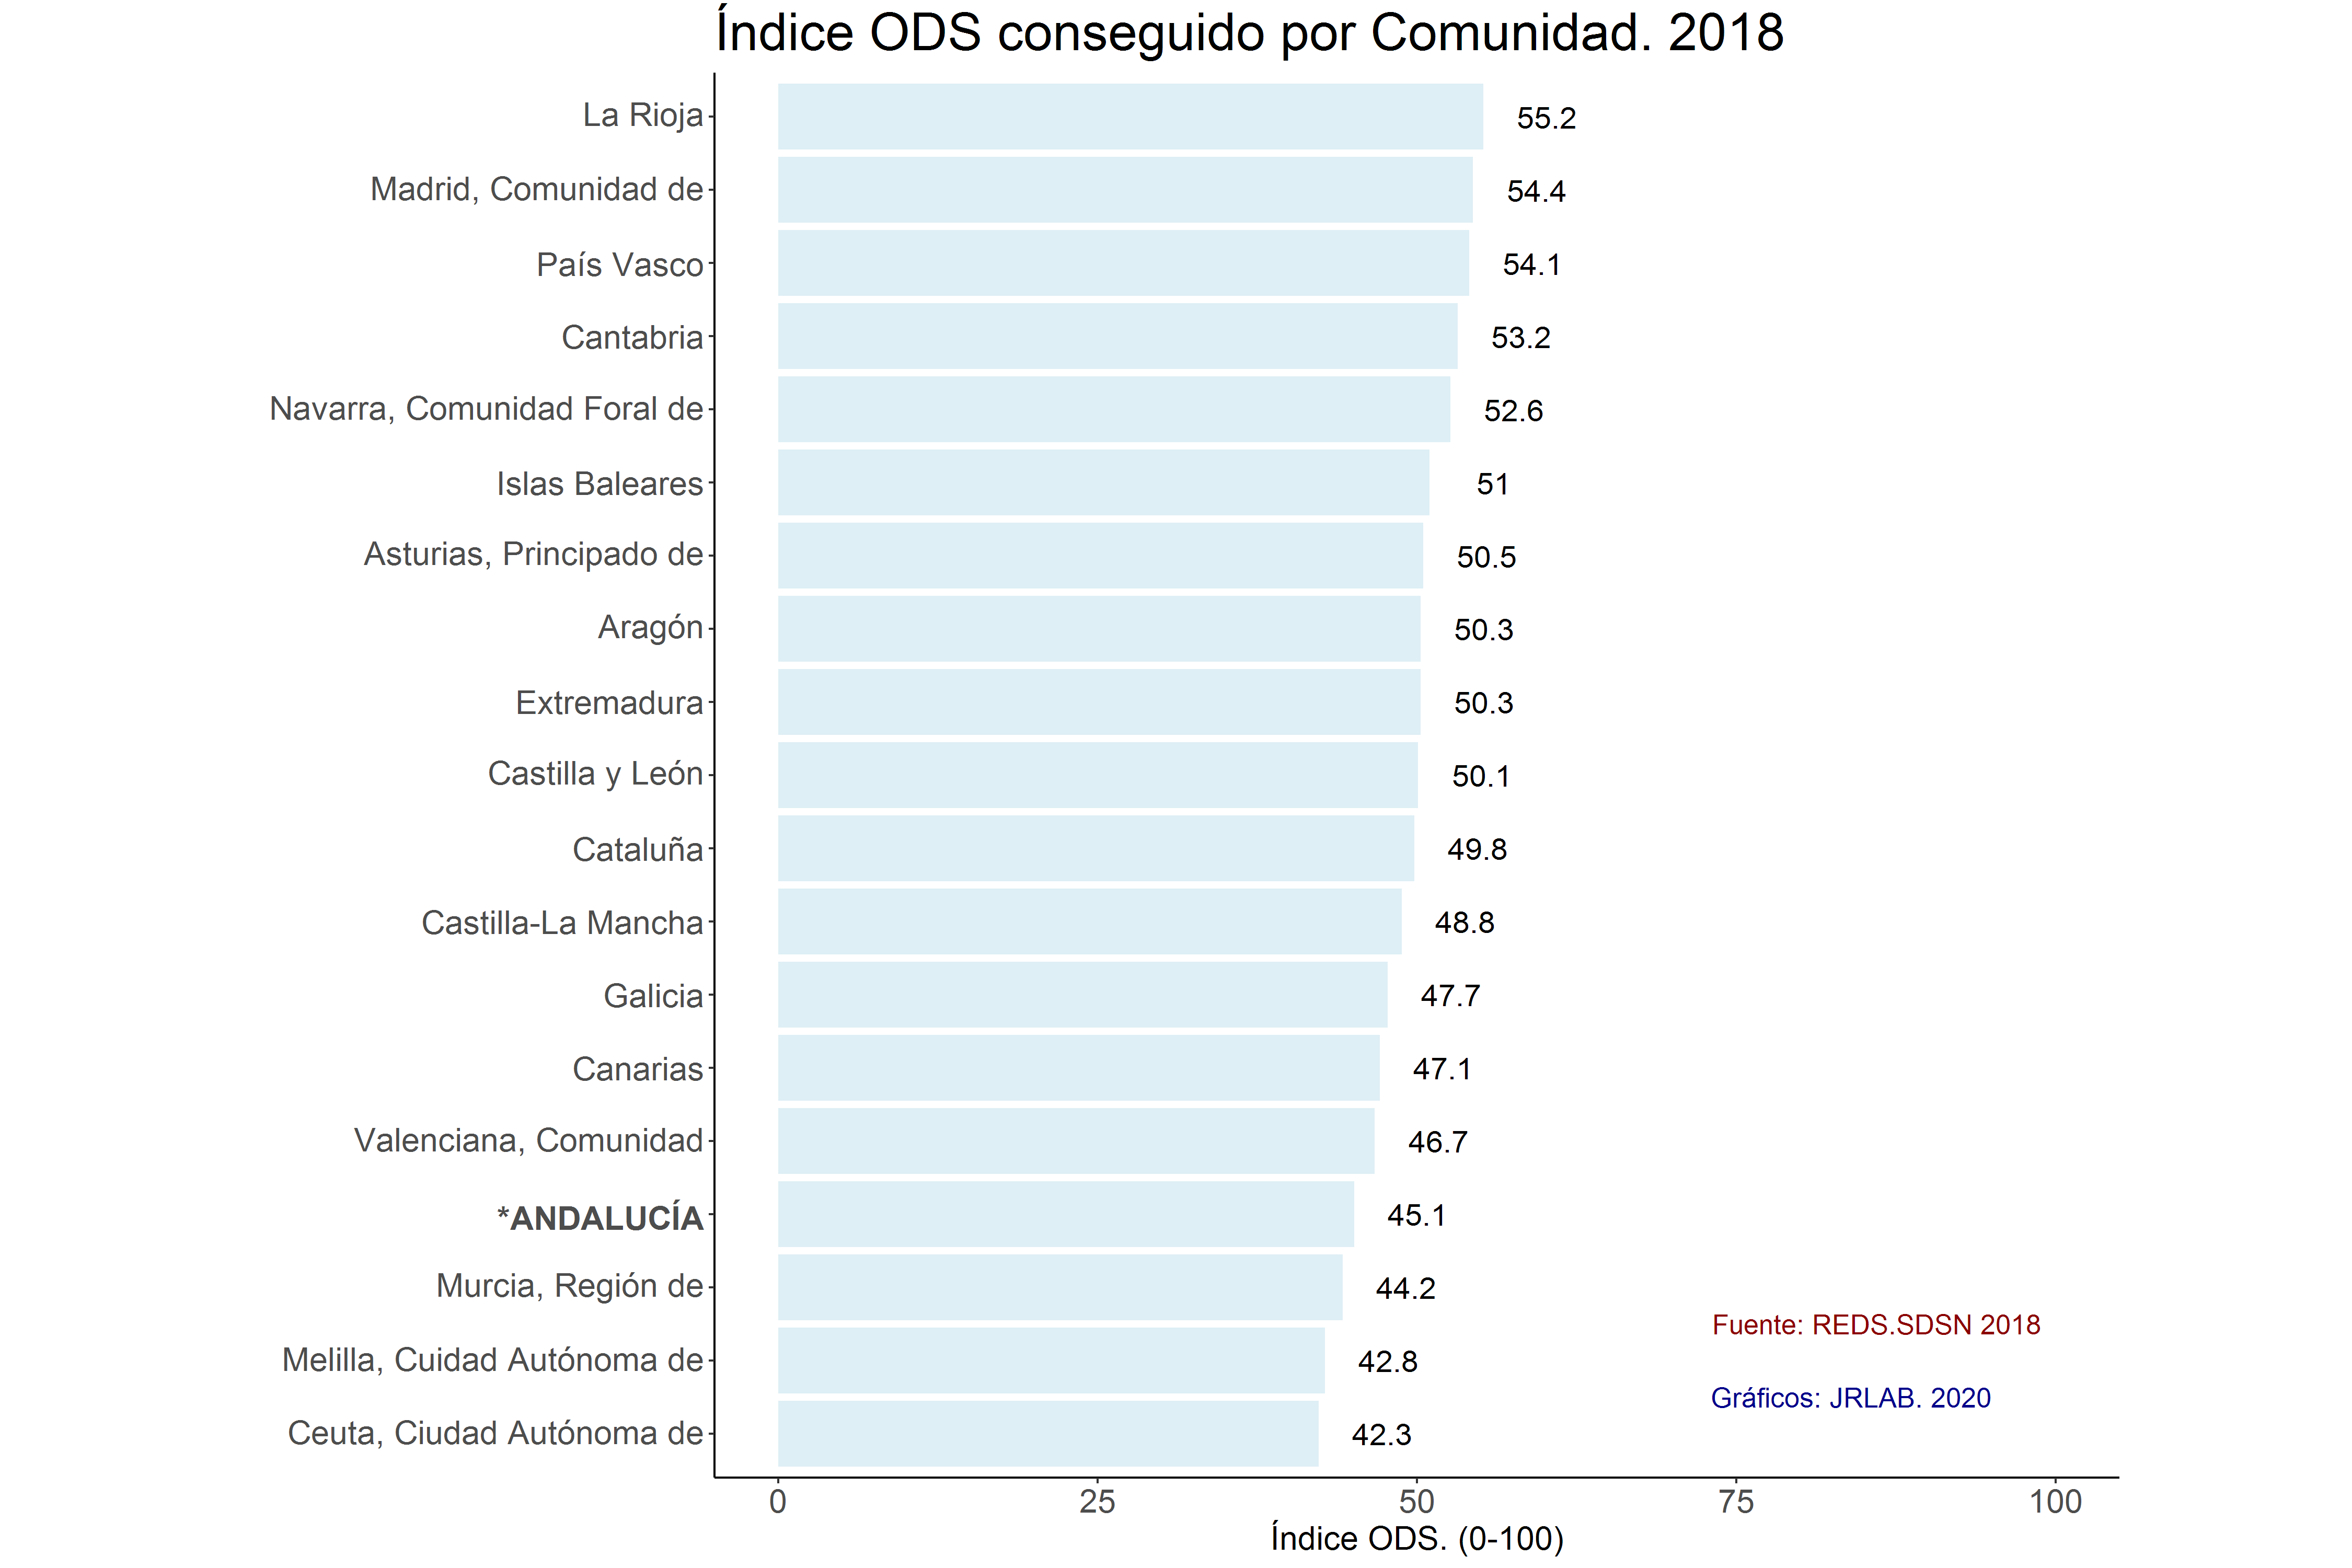 Índice ODS conseguido por Comunidad. 2018
La Rioja 55.2
Madrid, Comunidad de 54.4
País Vasco 54.1
Cantabria 53.2
Navarra, Comunidad Foral de 52.6
Islas Baleares 51
Asturias, Principado de 50.5
Aragón 50.3
Extremadura 50.3
Castilla y León 50.1
Cataluña 49.8
Castilla-La Mancha 48.8
Galicia 47.7
Canarias 47.1
Valenciana, Comunidad 46.7
*ANDALUCÍA 45.1
Murcia, Región de 44.2
Fuente: REDS.SDSN 2018
Melilla, Cuidad Autónoma de 42.8
Gráficos: JRLAB. 2020
Ceuta, Ciudad Autónoma de 42.3
0 25 50 75 100
Índice ODS. (0-100)